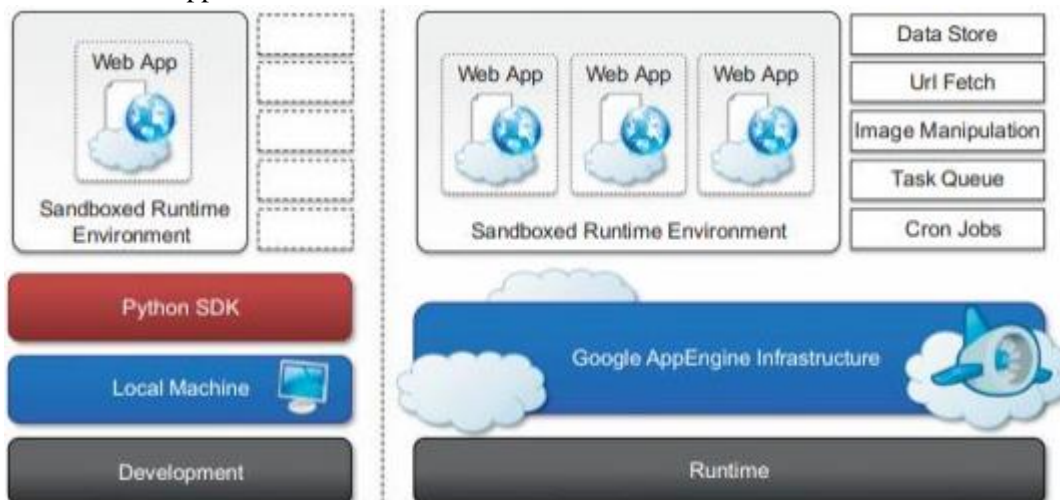 Web App
Sandboxed Runtime
Environment
Python SDK
Local Machine
Development
Web App
Web App
Web App
Sandboxed Runtime Environment
Data Store
Url Fetch
Image Manipulation
Task Queue
Cron Jobs
Google AppEngine Infrastructure
Runtime